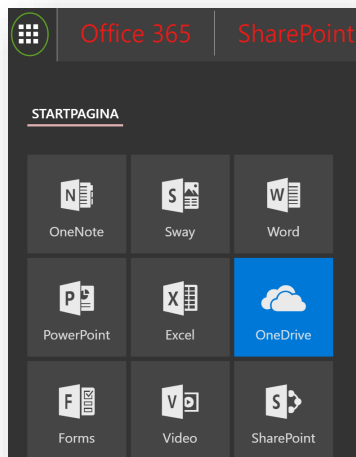 Office 365 SharePoint
STARTPAGINA
OneNote Sway Word
PowerPoint Excel OneDrive
Forms Video SharePoint